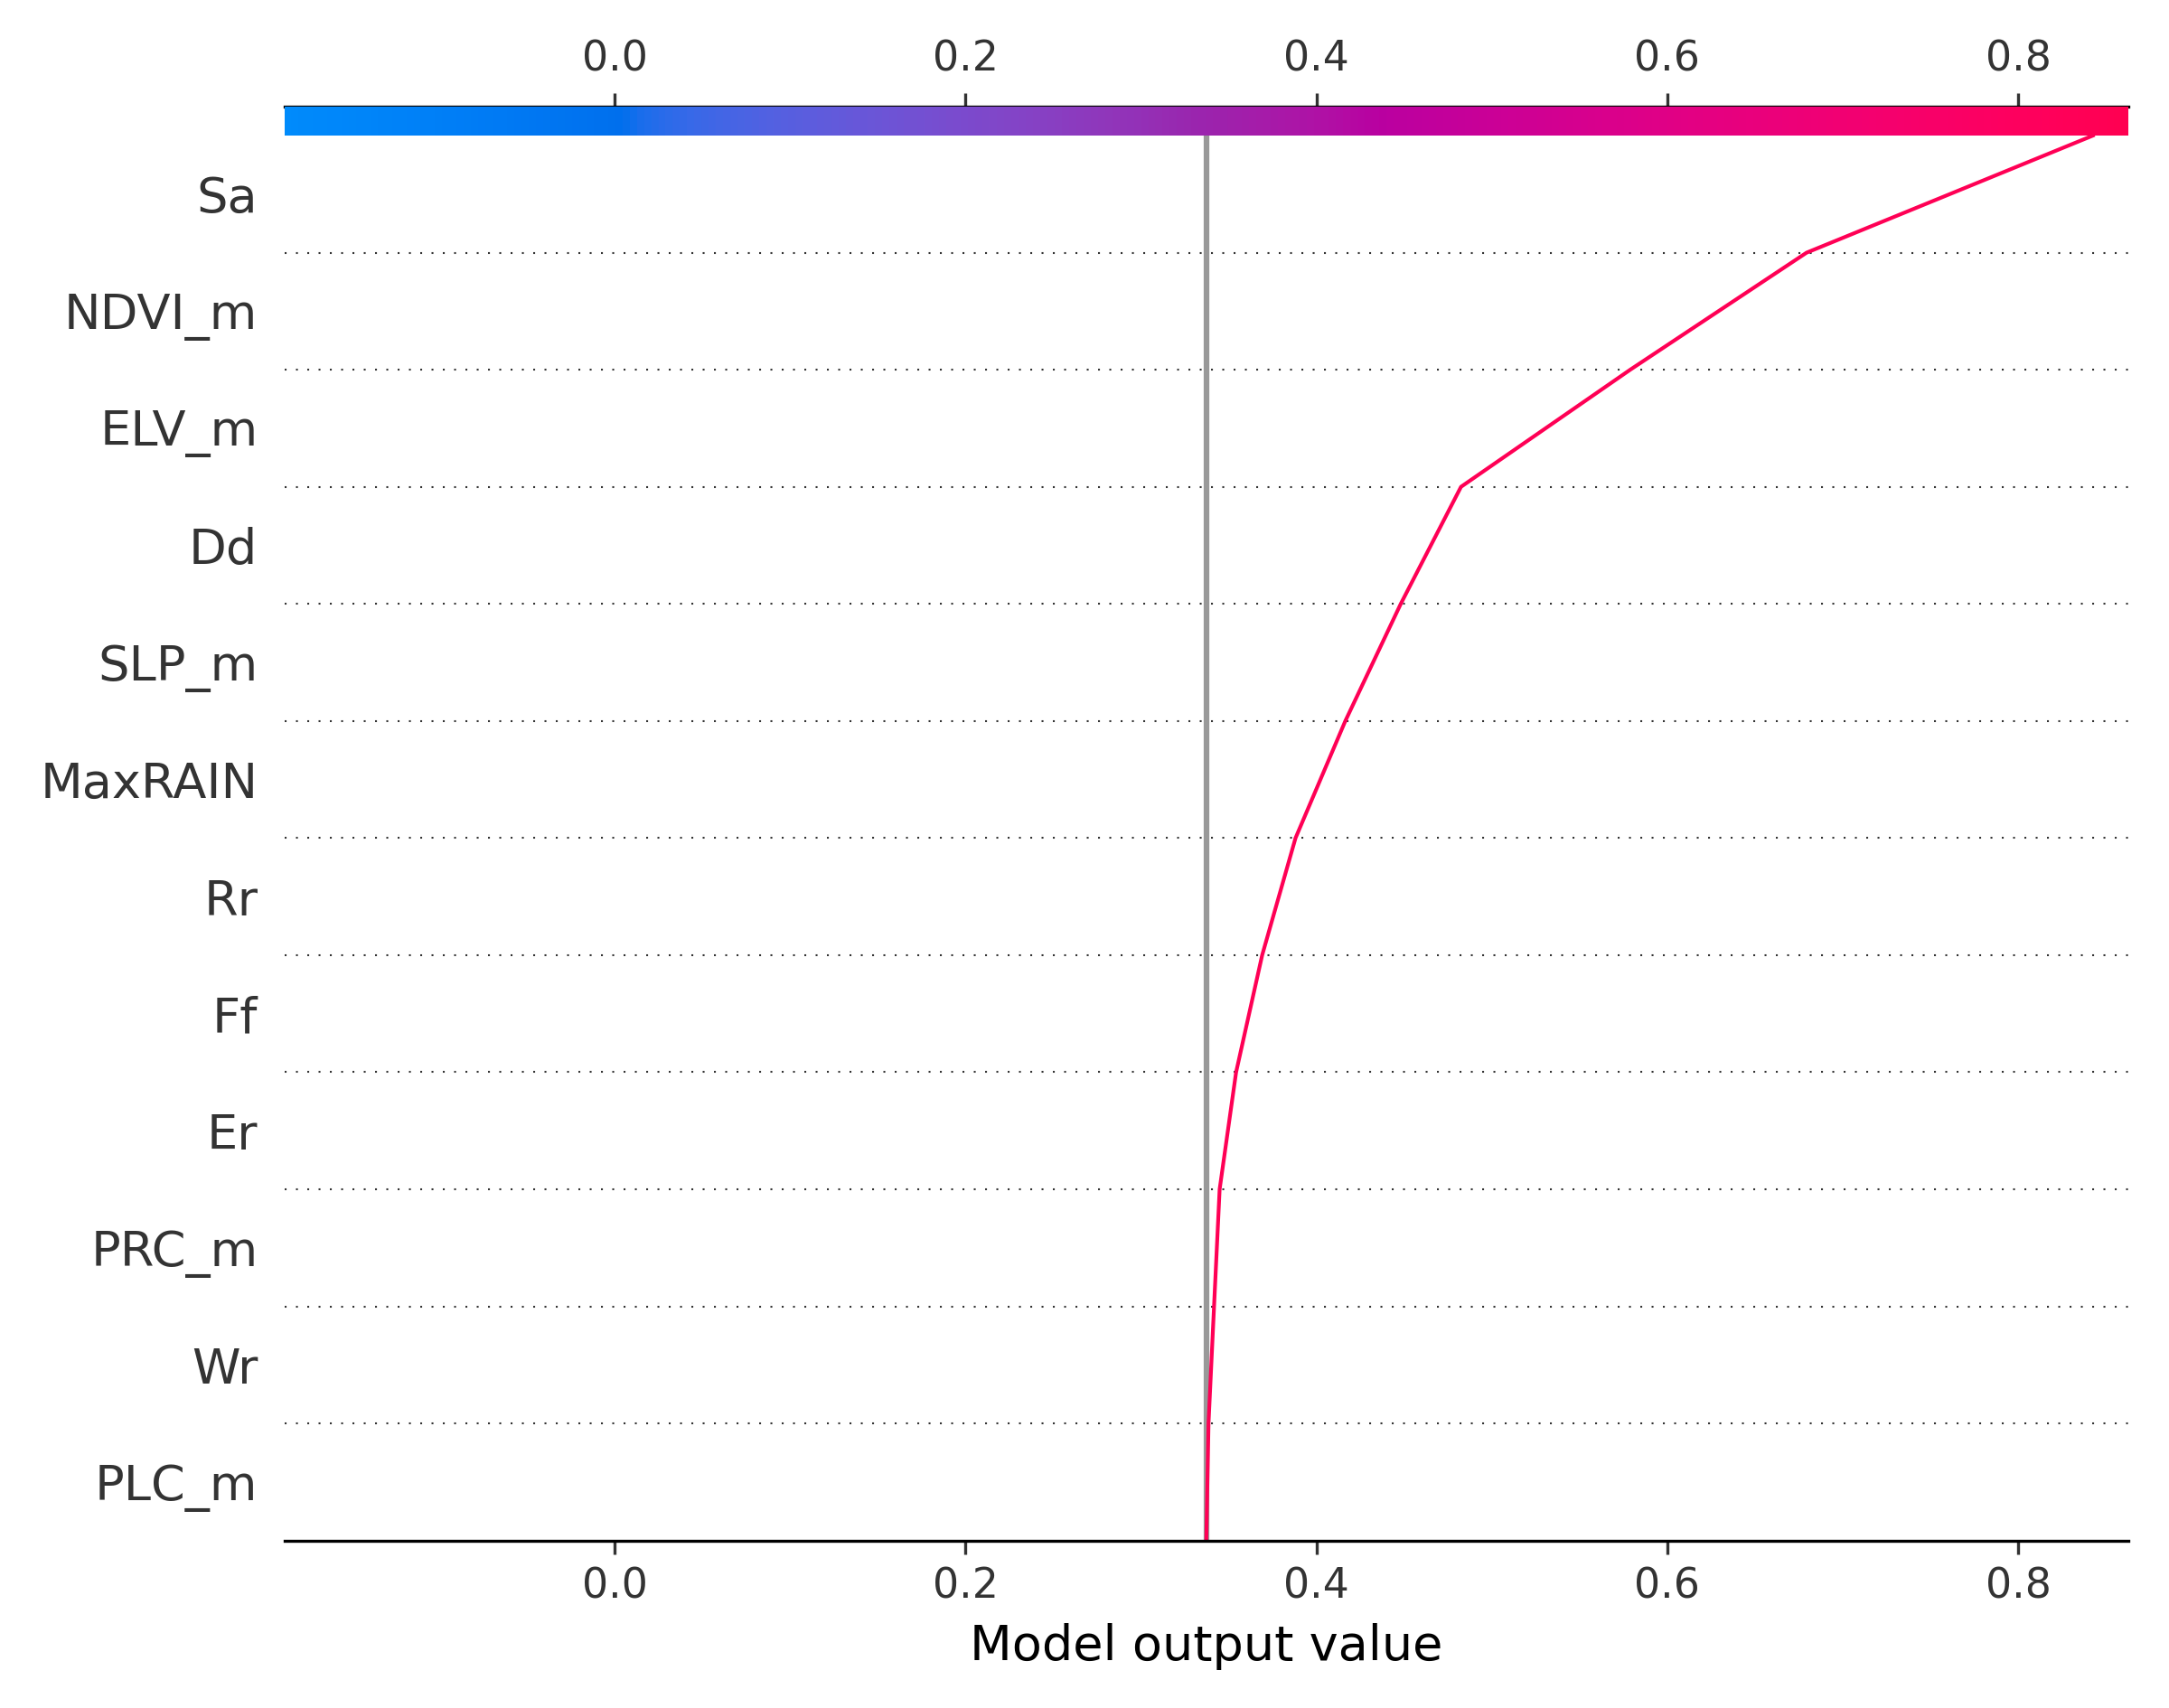 0.0 0.2 0.4 0.6 0.8
Sa
NDVI_m
ELV_m
Dd
SLP_m
MaxRAIN
Rr
Ff
Er
PRC_m
Wr
PLC_m
0.0 0.2 0.4 0.6 0.8
Model output value